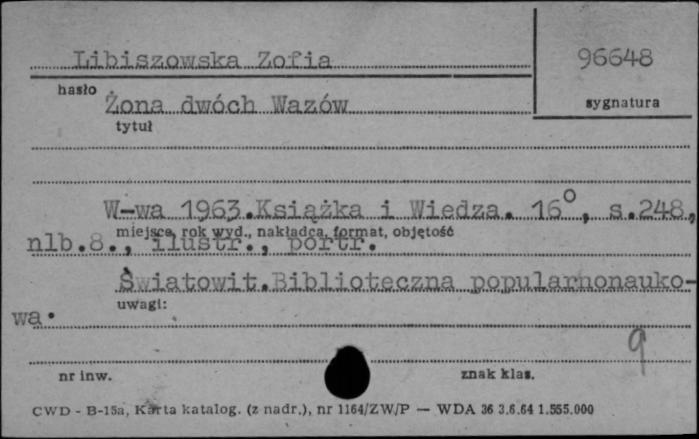 Libiszowska Zofia 96648
hasło sygnatura
Żona dwóch Wazów
tytuł
W-wa 1963.Książka i Wiedza. 16°, s.248,
miejsce, rok wyd., nakładca, format, objętość
nlb.8., ilustr., portr.
Światowit.Biblioteczna popularnonauko-
uwagi:
wa.
9
nr inw. znak klas.
CWD - B-15a, Karta katalog. (z nadr.), nr 1164/ZW/P — WDA 36 3.6.64 1.555.000